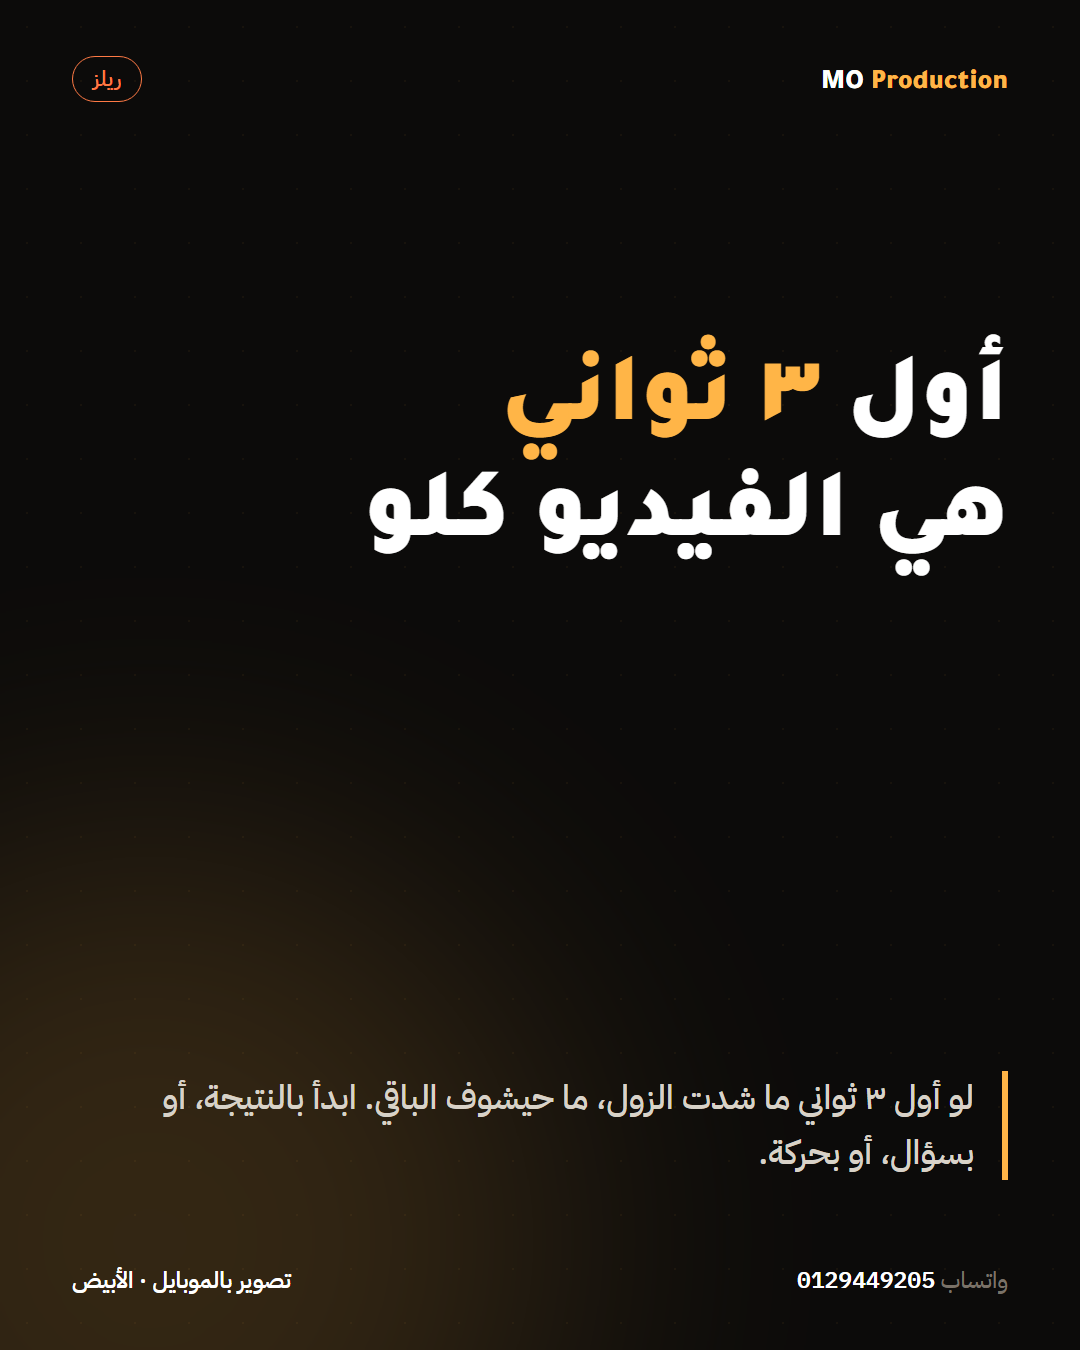 MO Production
ريلز
أول ٣ ثواني
هي الفيديو كلو
لو أول ٣ ثواني ما شدت الزول، ما حيشوف الباقي. ابدأ بالنتيجة، أو
بسؤال، أو بحركة.
واتساب 0129449205
تصوير بالموبايل · الأبيض